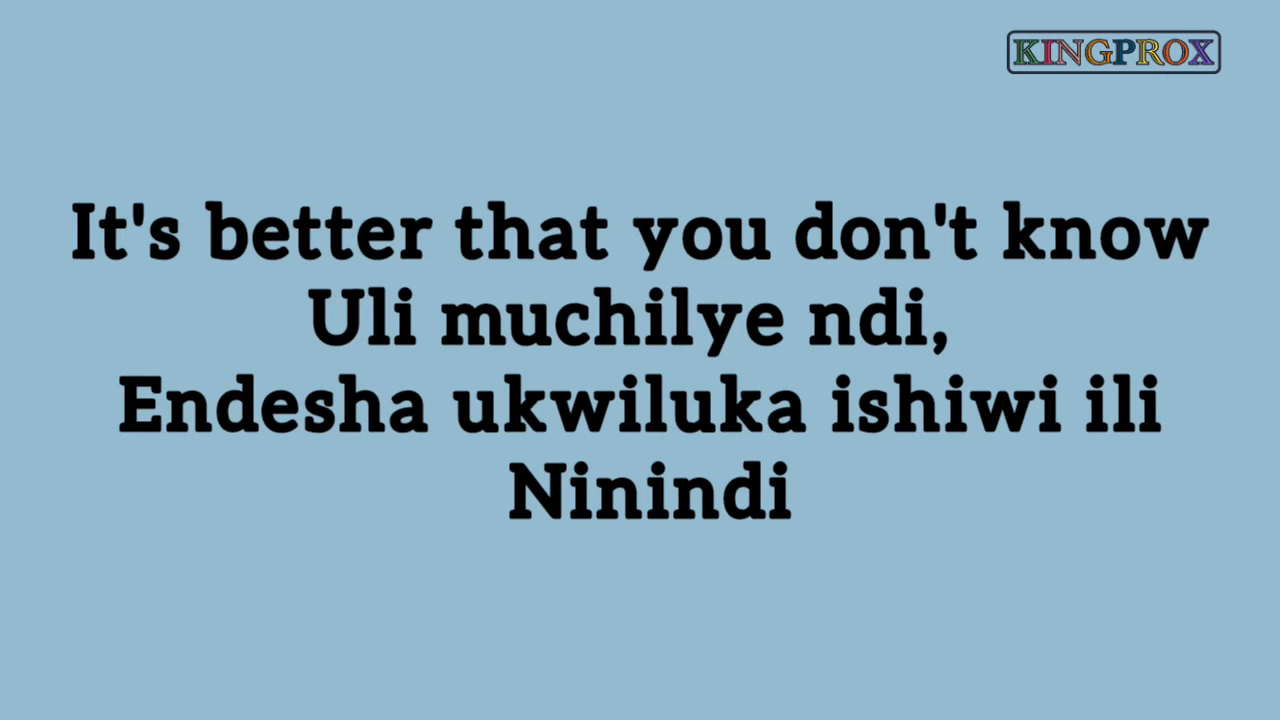 KINGPROX
It's better that you don't know
Uli muchilye ndi,
Endesha ukwiluka ishiwi ili
Ninindi